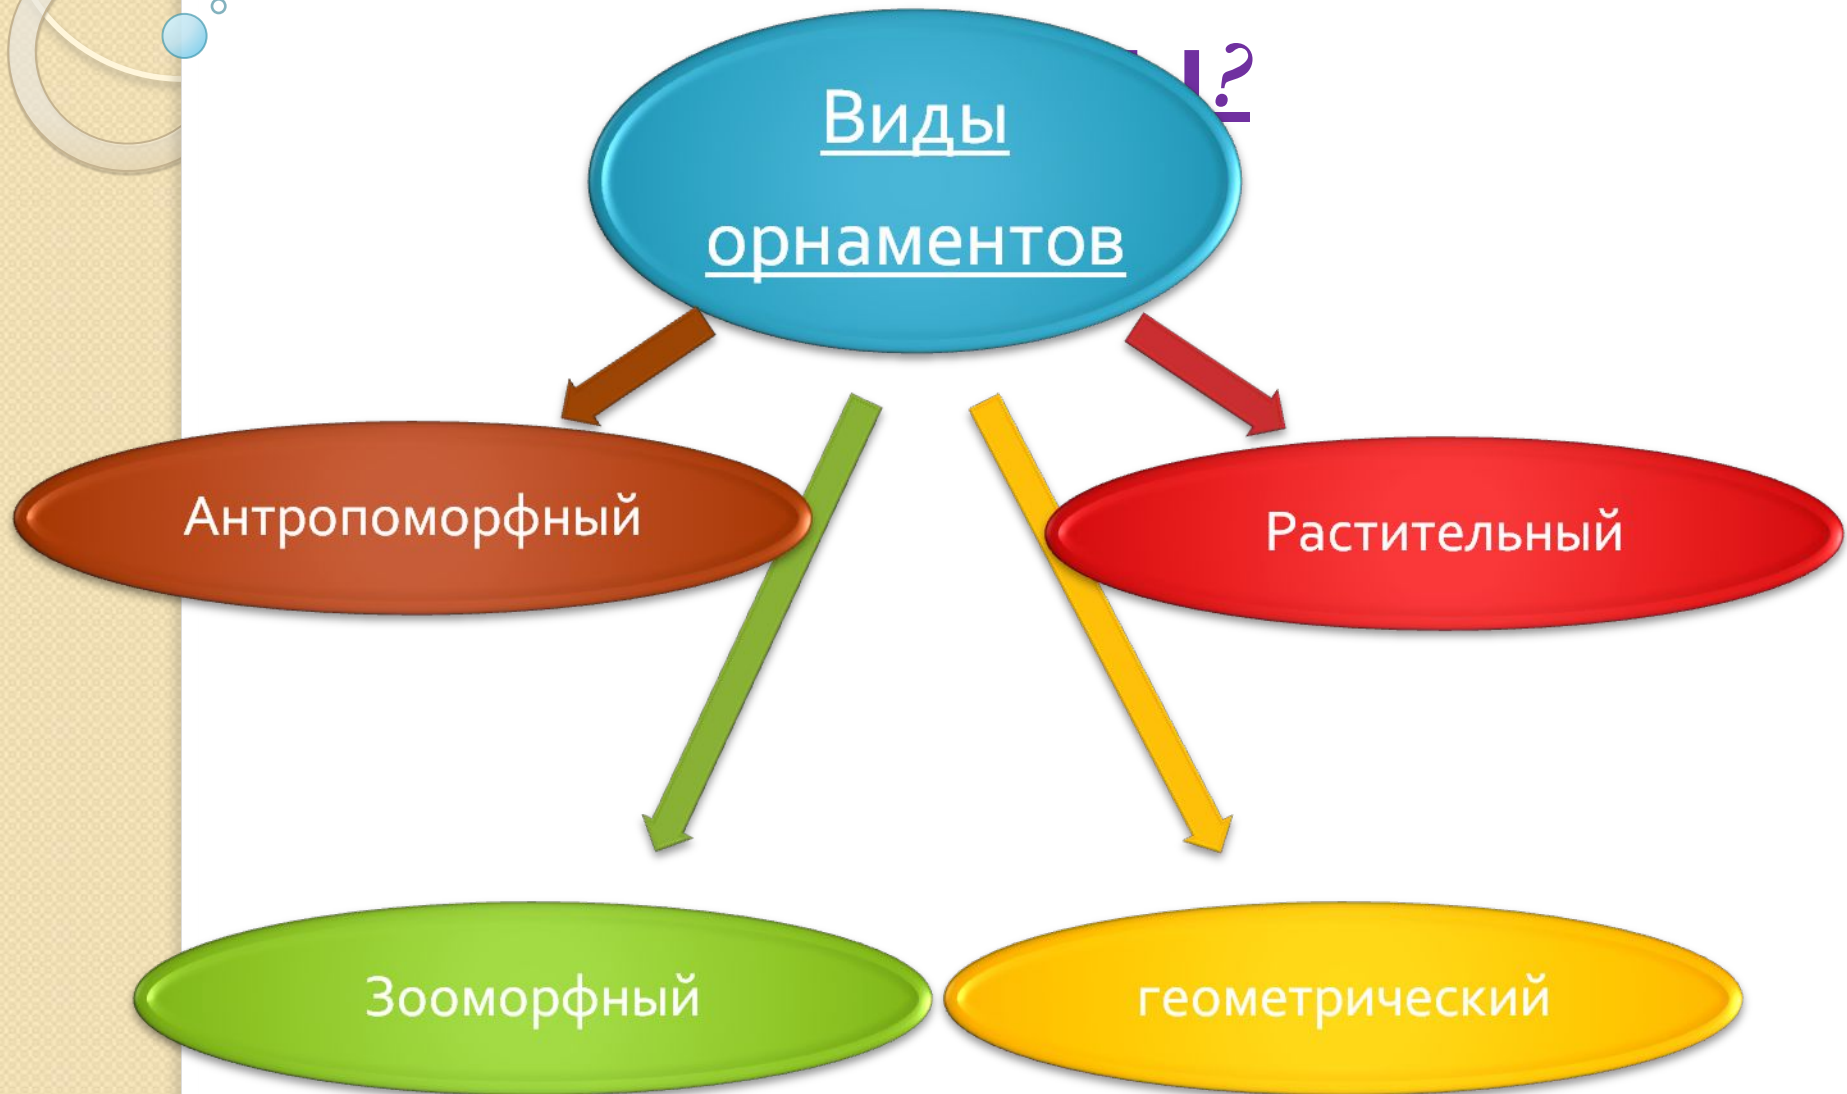 Виды
орнаментов
Антропоморфный
Растительный
Зооморфный
геометрический